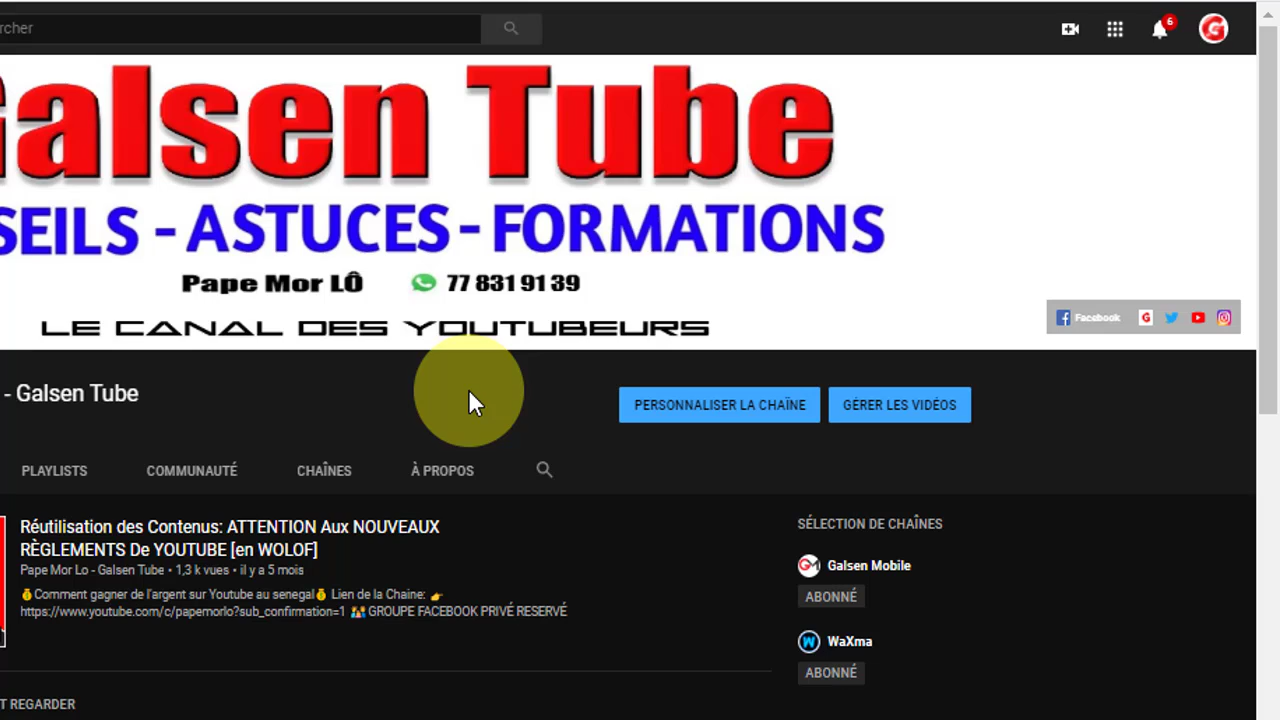 rcher
6
Galsen Tube
SEILS - ASTUCES - FORMATIONS
Pape Mor LÔ 77 831 91 39
LE CANAL DES YOUTUBEURS
Facebook
- Galsen Tube
PERSONNALISER LA CHAÎNE
GÉRER LES VIDÉOS
PLAYLISTS COMMUNAUTÉ CHAÎNES À PROPOS
Réutilisation des Contenus: ATTENTION Aux NOUVEAUX
RÈGLEMENTS De YOUTUBE [en WOLOF]
Pape Mor Lo - Galsen Tube • 1,3 k vues • il y a 5 mois
💰Comment gagner de l'argent sur Youtube au senegal💰 Lien de la Chaine: 👉
https://www.youtube.com/c/papemorlo?sub_confirmation=1 👪 GROUPE FACEBOOK PRIVÉ RESERVÉ
SÉLECTION DE CHAÎNES
Galsen Mobile
ABONNÉ
WaXma
ABONNÉ
T REGARDER